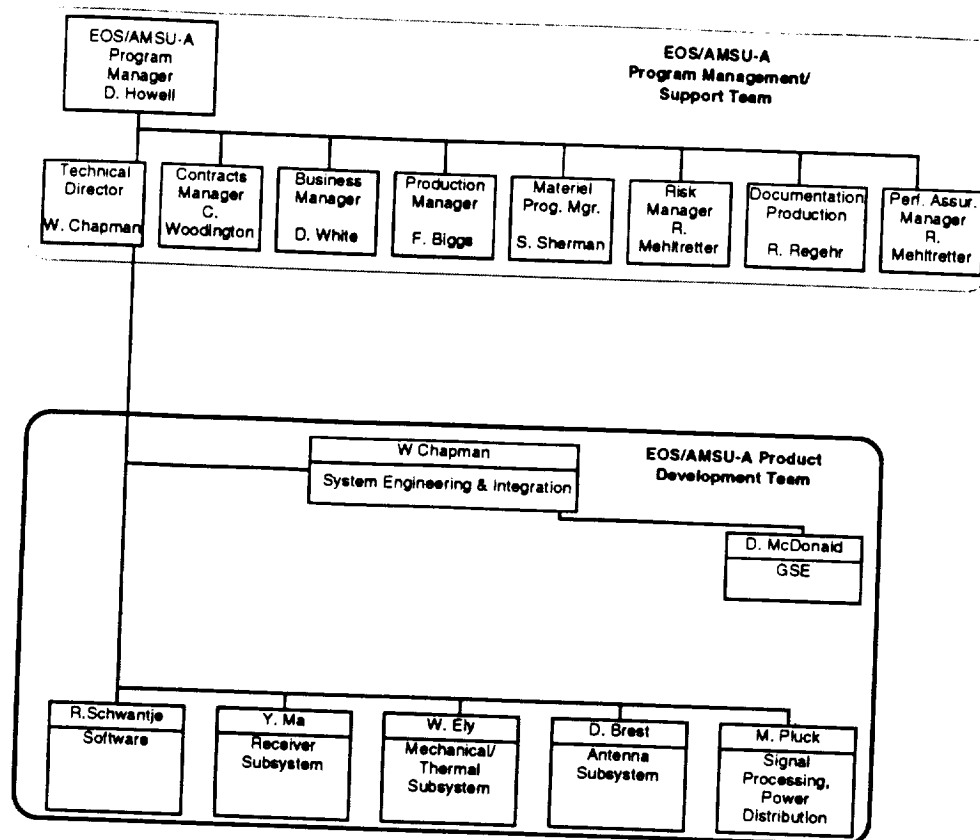 EOS/AMSU-A
Program
Manager
D. Howell
EOS/AMSU-A
Program Management/
Support Team
Technical
Director
W. Chapman
Contracts
Manager
C.
Woodington
Business
Manager
D. White
Production
Manager
F. Biggs
Materiel
Prog. Mgr.
S. Sherman
Risk
Manager
R.
Mehltretter
Documentation
Production
R. Regehr
Perf. Assur.
Manager
R.
Mehltretter
W Chapman
System Engineering & Integration
EOS/AMSU-A Product
Development Team
D. McDonald
GSE
R.Schwantje
Software
Y. Ma
Receiver
Subsystem
W. Ely
Mechanical/
Thermal
Subsystem
D. Brest
Antenna
Subsystem
M. Pluck
Signal
Processing,
Power
Distribution